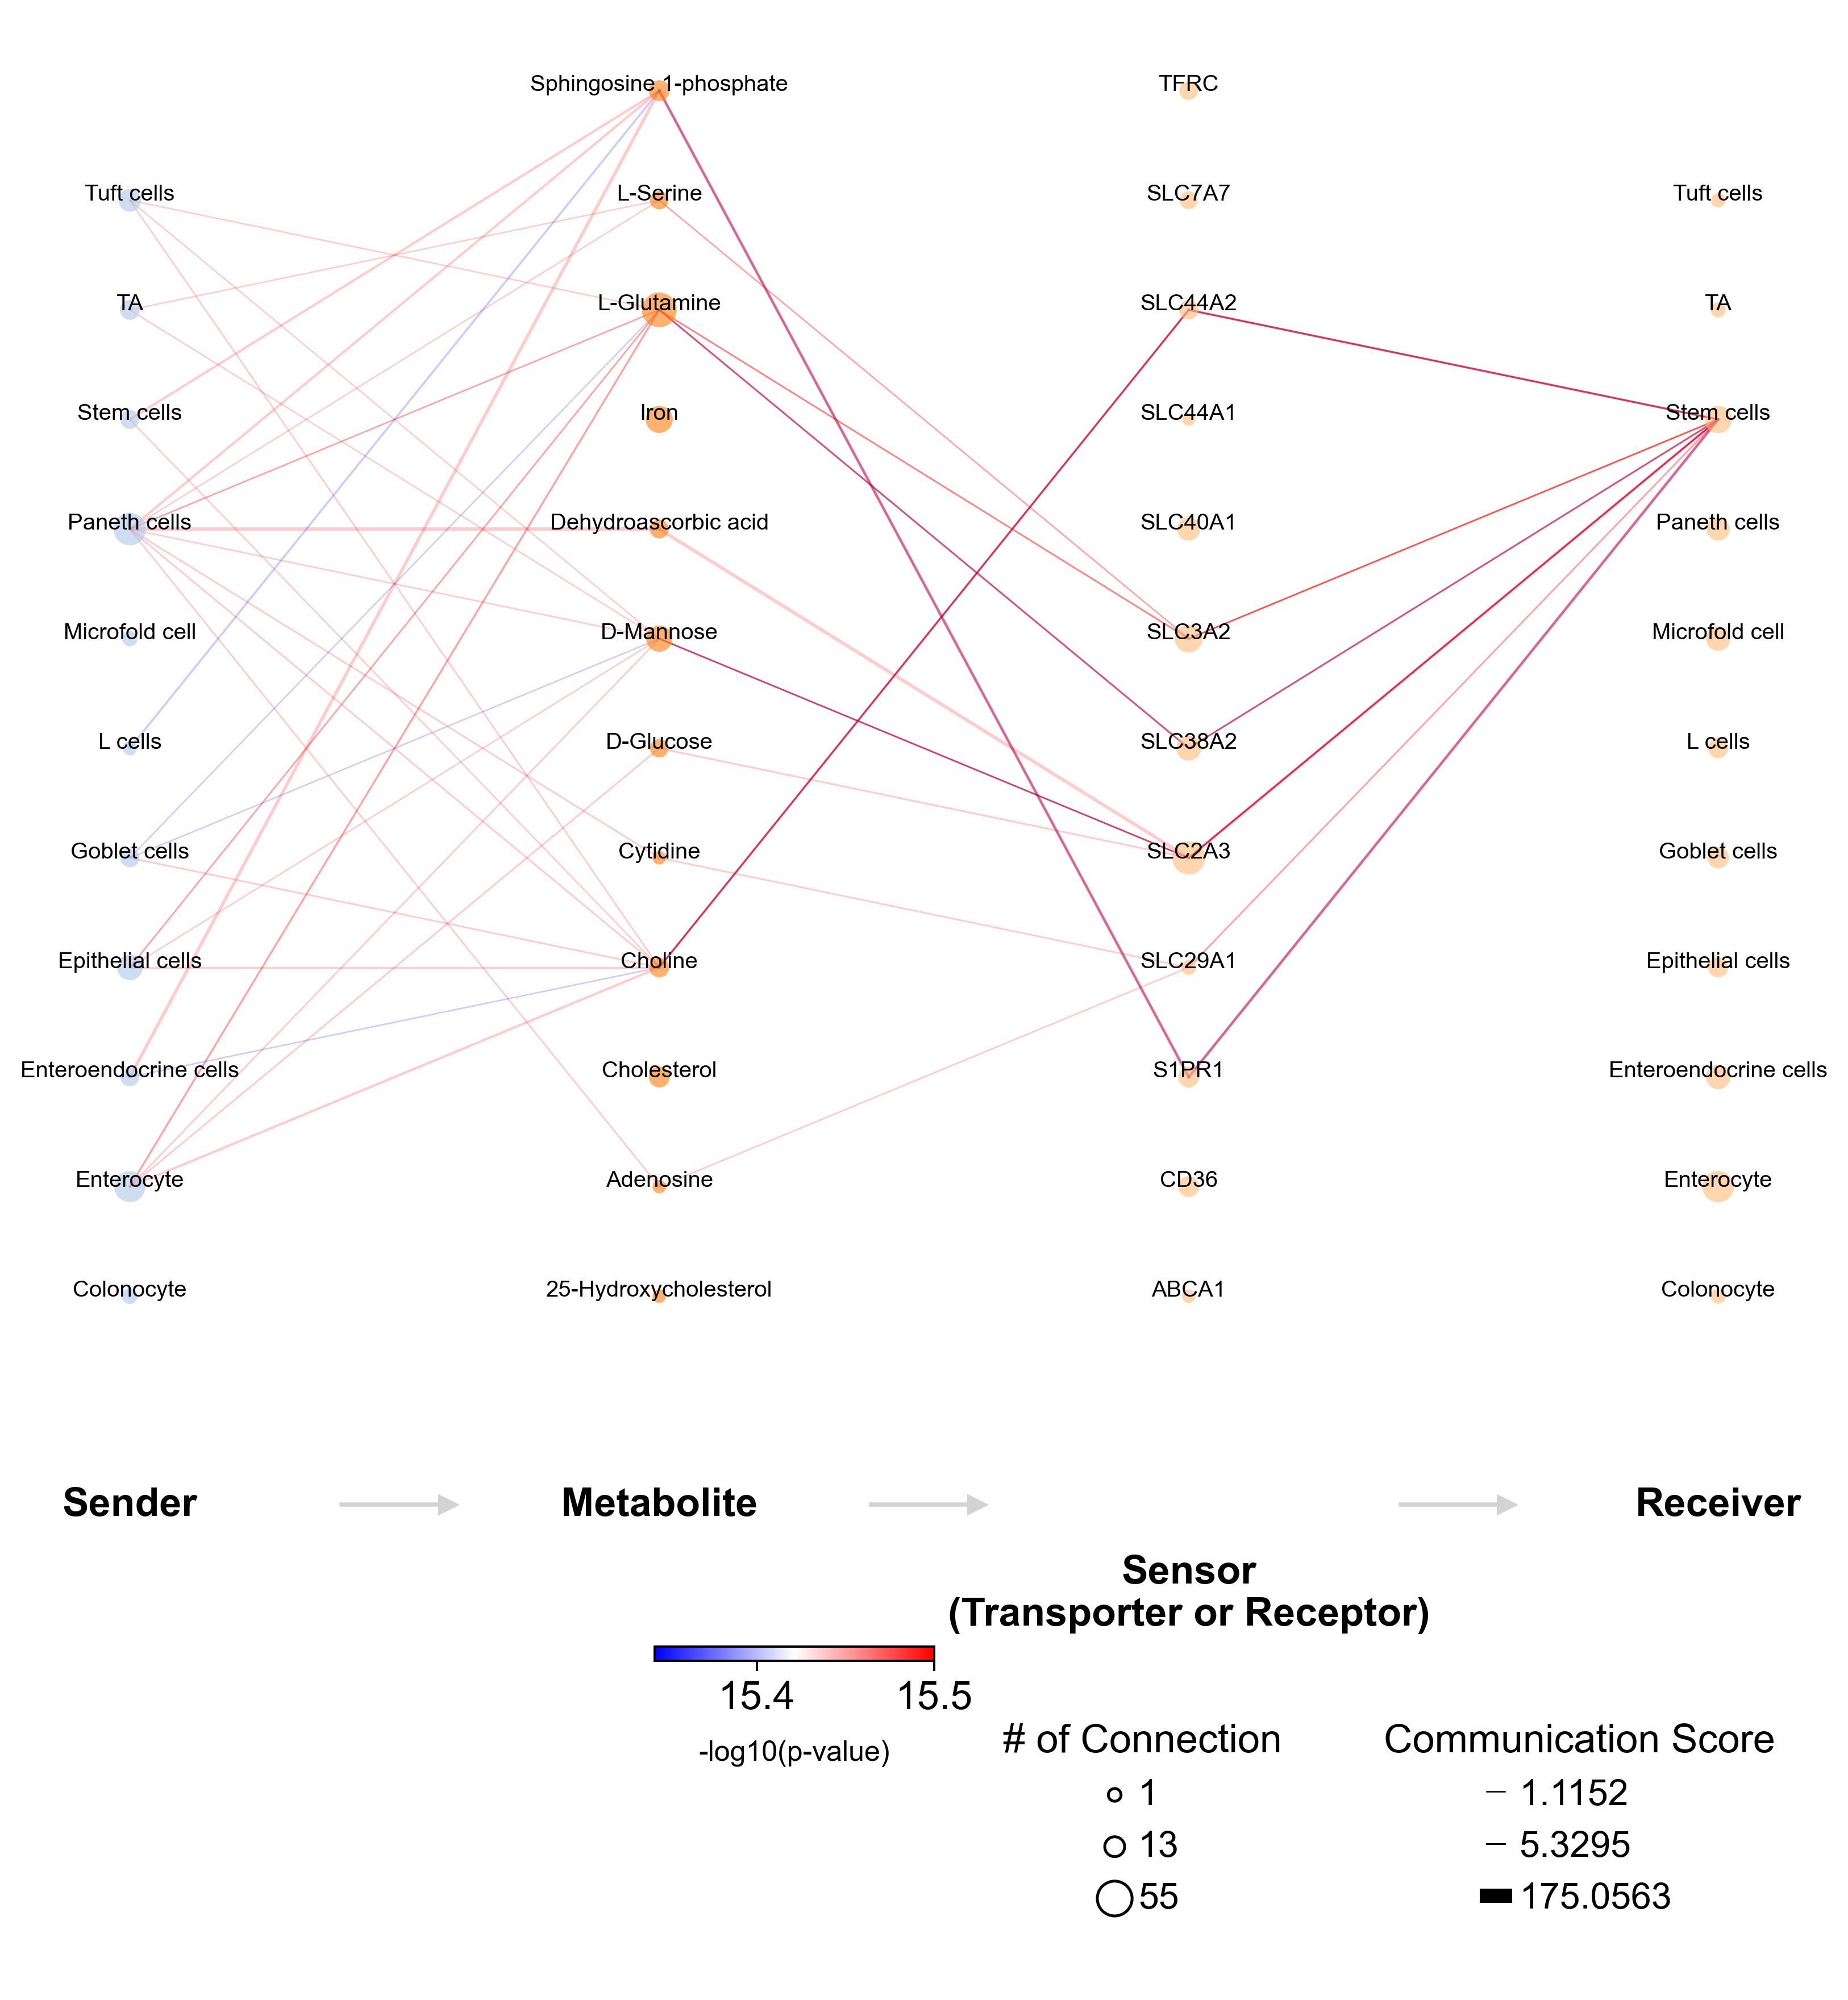 Sphingosine 1-phosphate
TFRC
Tuft cells
L-Serine
SLC7A7
Tuft cells
TA
L-Glutamine
SLC44A2
TA
Stem cells
Iron
SLC44A1
Stem cells
Paneth cells
Dehydroascorbic acid
SLC40A1
Paneth cells
Microfold cell
D-Mannose
SLC3A2
Microfold cell
L cells
D-Glucose
SLC38A2
L cells
Goblet cells
Cytidine
SLC2A3
Goblet cells
Epithelial cells
Choline
SLC29A1
Epithelial cells
Enteroendocrine cells
Cholesterol
S1PR1
Enteroendocrine cells
Enterocyte
Adenosine
CD36
Enterocyte
Colonocyte
25-Hydroxycholesterol
ABCA1
Colonocyte
Sender
Metabolite
Receiver
Sensor
(Transporter or Receptor)
15.4
15.5
-log10(p-value)
# of Connection
1
13
55
Communication Score
1.1152
5.3295
175.0563